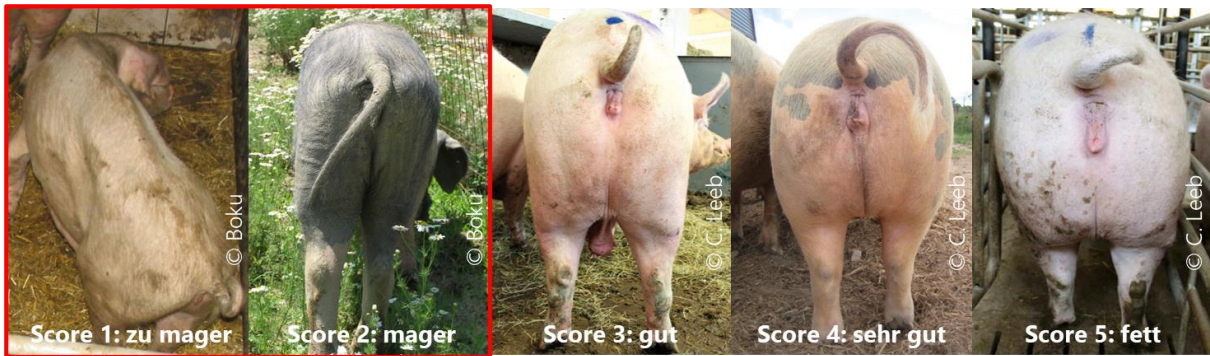 © Boku
© Boku
© C. Leeb
© C. Leeb
© C. Leeb
Score 1: zu mager
Score 2: mager
Score 3: gut
Score 4: sehr gut
Score 5: fett